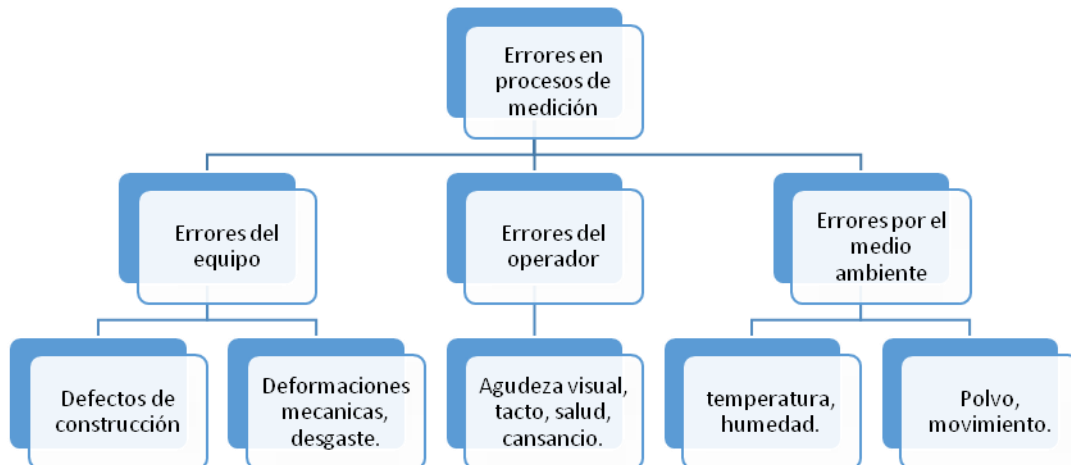 Errores en
procesos de
medición
Errores del
equipo
Errores del
operador
Errores por el
medio
ambiente
Defectos de
construcción
Deformaciones
mecanicas,
desgaste.
Agudeza visual,
tacto, salud,
cansancio.
temperatura,
humedad.
Polvo,
movimiento.